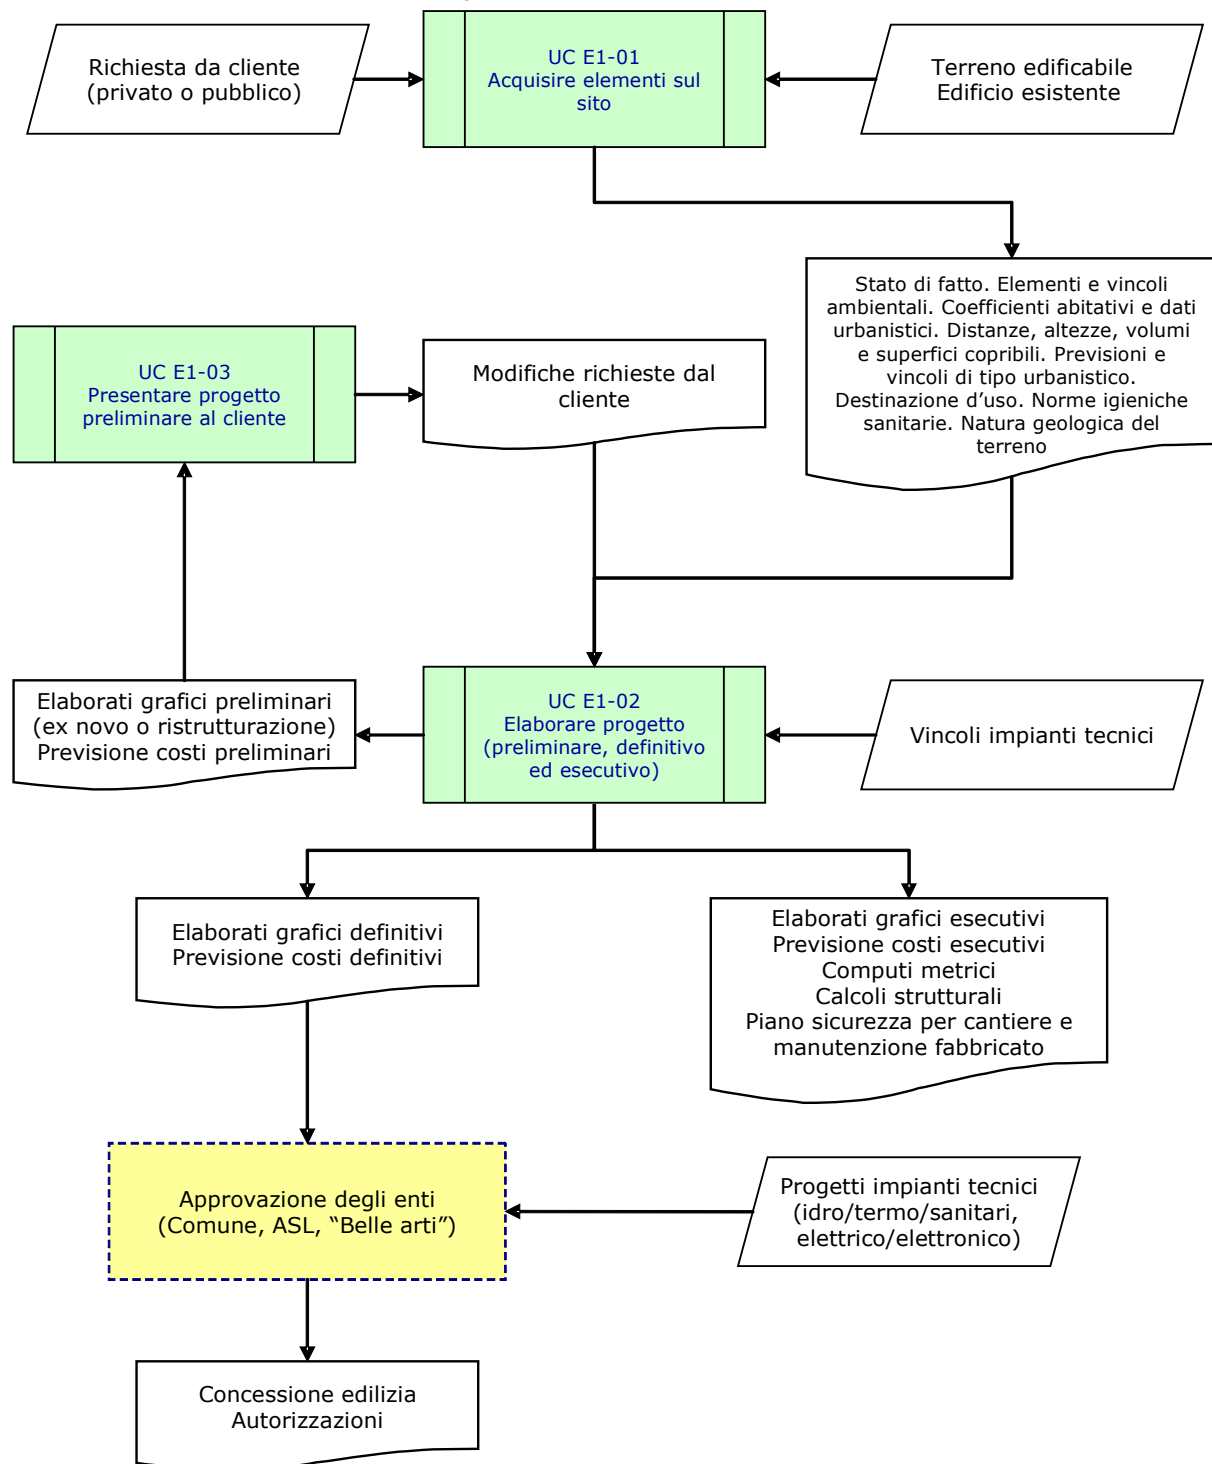 Richiesta da cliente
(privato o pubblico)
UC E1-01
Acquisire elementi sul
sito
Terreno edificabile
Edificio esistente
Stato di fatto. Elementi e vincoli
ambientali. Coefficienti abitativi e dati
urbanistici. Distanze, altezze, volumi
e superfici copribili. Previsioni e
vincoli di tipo urbanistico.
Destinazione d’uso. Norme igieniche
sanitarie. Natura geologica del
terreno
UC E1-03
Presentare progetto
preliminare al cliente
Modifiche richieste dal
cliente
Elaborati grafici preliminari
(ex novo o ristrutturazione)
Previsione costi preliminari
UC E1-02
Elaborare progetto
(preliminare, definitivo
ed esecutivo)
Vincoli impianti tecnici
Elaborati grafici definitivi
Previsione costi definitivi
Elaborati grafici esecutivi
Previsione costi esecutivi
Computi metrici
Calcoli strutturali
Piano sicurezza per cantiere e
manutenzione fabbricato
Approvazione degli enti
(Comune, ASL, “Belle arti”)
Progetti impianti tecnici
(idro/termo/sanitari,
elettrico/elettronico)
Concessione edilizia
Autorizzazioni